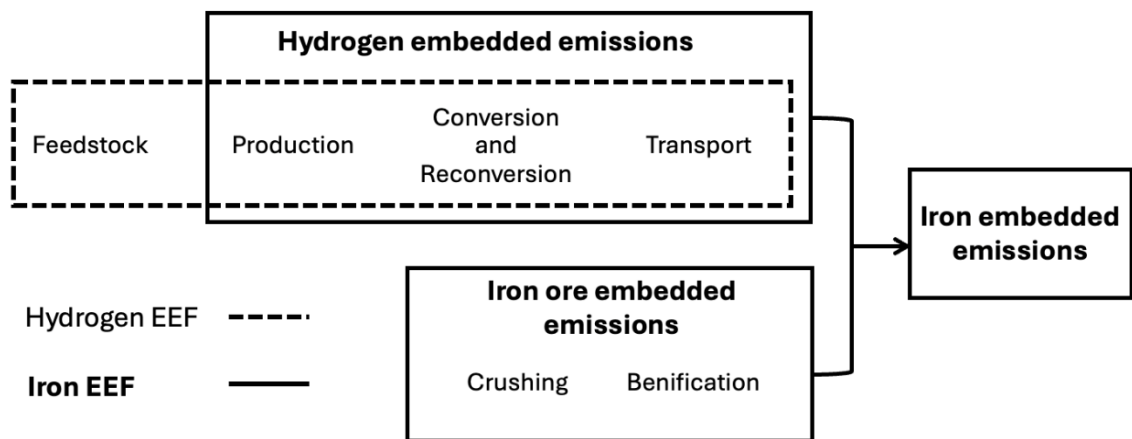 Hydrogen embedded emissions
Feedstock
Production
Conversion
and
Reconversion
Transport
Iron embedded
emissions
Iron ore embedded
emissions
Crushing
Benification
Hydrogen EEF
Iron EEF